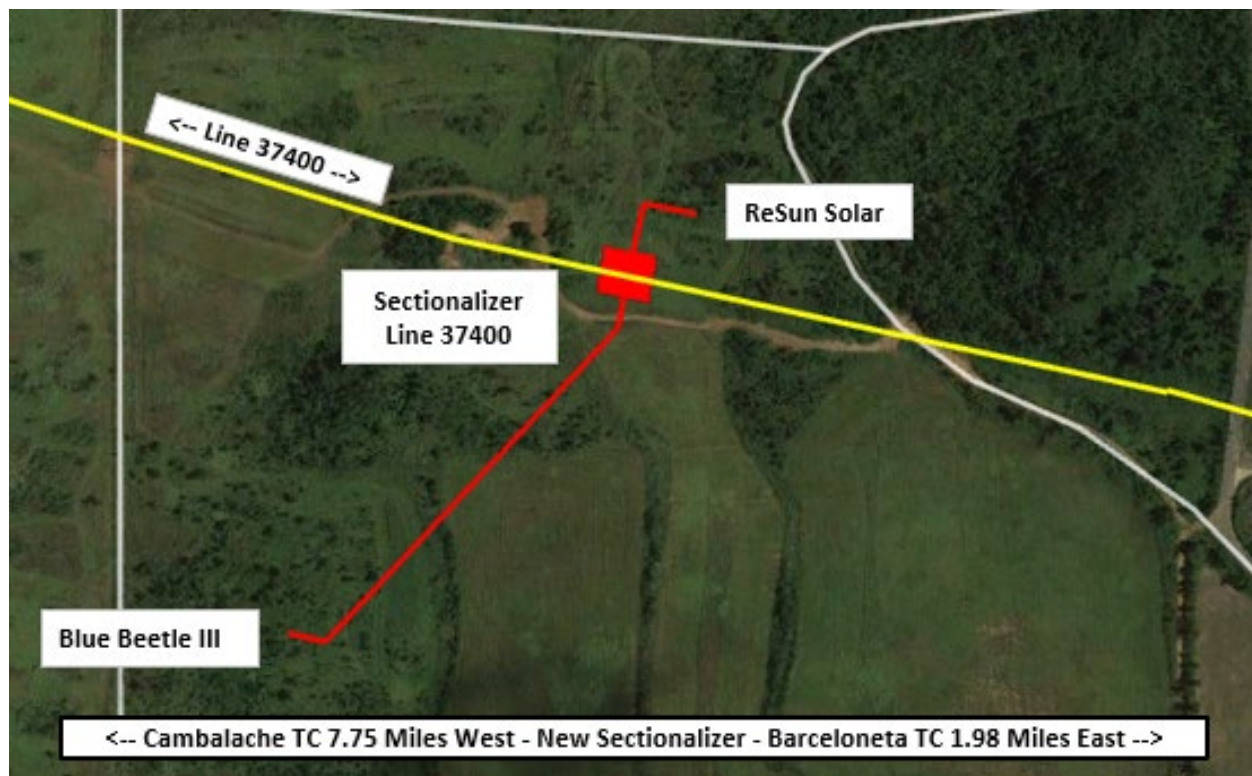 <-- Line 37400 -->
ReSun Solar
Sectionalizer
Line 37400
Blue Beetle III
<-- Cambalache TC 7.75 Miles West - New Sectionalizer - Barceloneta TC 1.98 Miles East -->